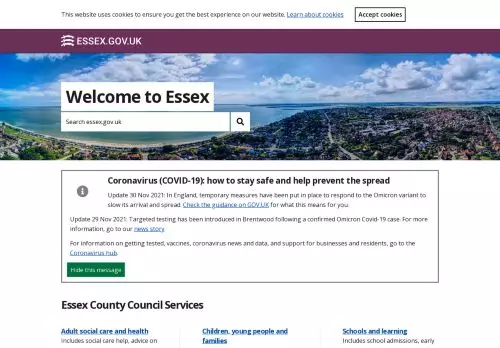 This website uses cookies to ensure you get the best experience on our website. Learn about cookies
Accept cookies
ESSEX.GOV.UK
Welcome to Essex
Search essex.gov.uk
Coronavirus (COVID-19): how to stay safe and help prevent the spread
Update 30 Nov 2021: In England, temporary measures have been put in place to respond to the Omicron variant to
slow its arrival and spread. Check the guidance on GOV.UK for what this means for you.
Update 29 Nov 2021: Targeted testing has been introduced in Brentwood following a confirmed Omicron Covid-19 case. For more
information, go to our news story.
For information on getting tested, vaccines, coronavirus news and data, and support for businesses and residents, go to the
Coronavirus hub.
Hide this message
Essex County Council Services
Adult social care and health
Includes social care help, advice on
Children, young people and
families
Schools and learning
Includes school admissions, early